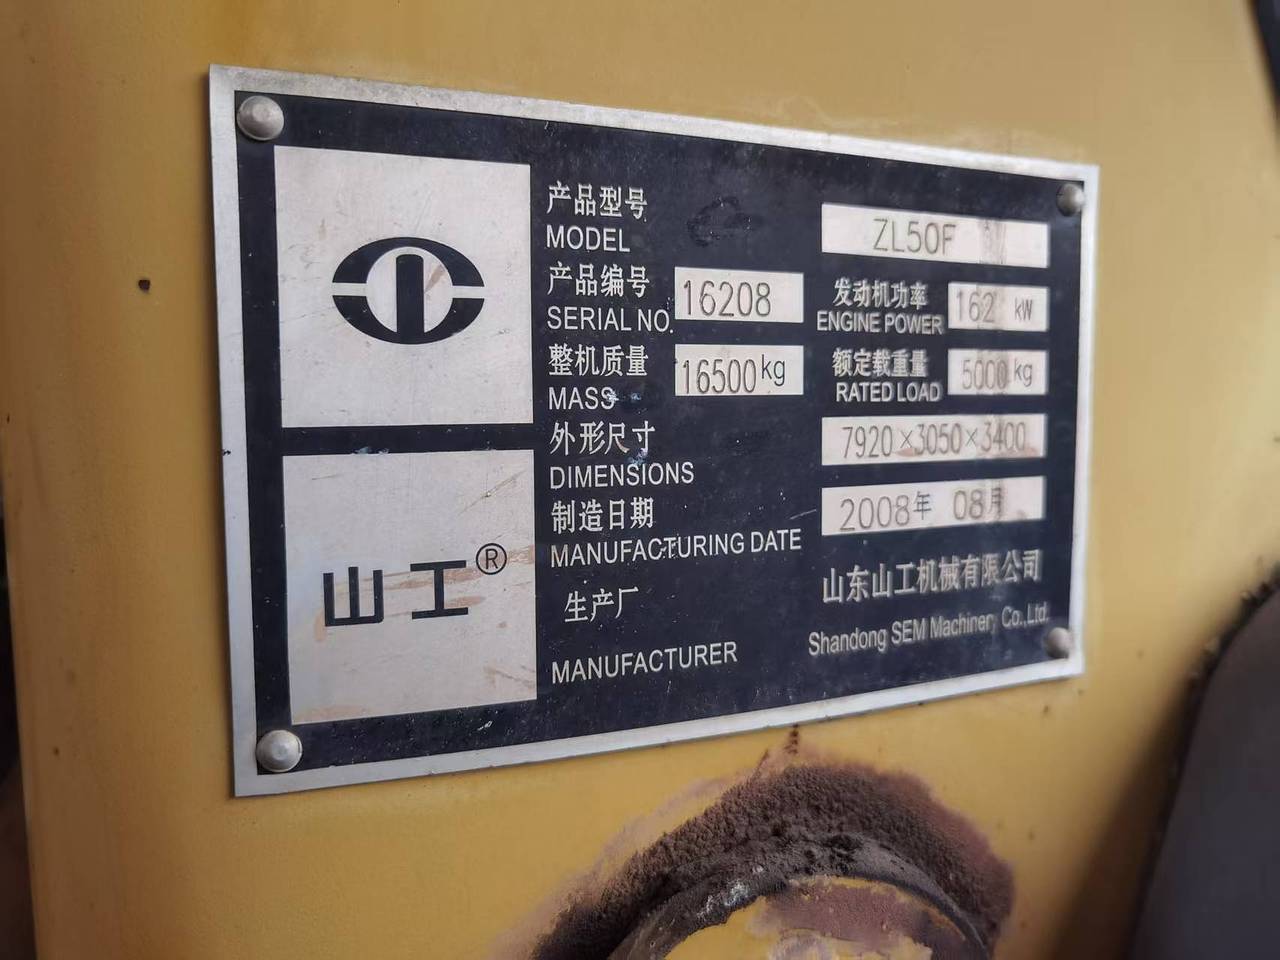 产品型号
MODEL
ZL50F
产品编号
SERIAL NO.
16208
发动机功率
ENGINE POWER
162 kW
整机质量
MASS
16500kg
额定载重量
RATED LOAD
5000kg
外形尺寸
DIMENSIONS
7920×3050×3400
制造日期
MANUFACTURING DATE
2008年 08月
生产厂
MANUFACTURER
山东山工机械有限公司
Shandong SEM Machinery Co.,Ltd.
山工®